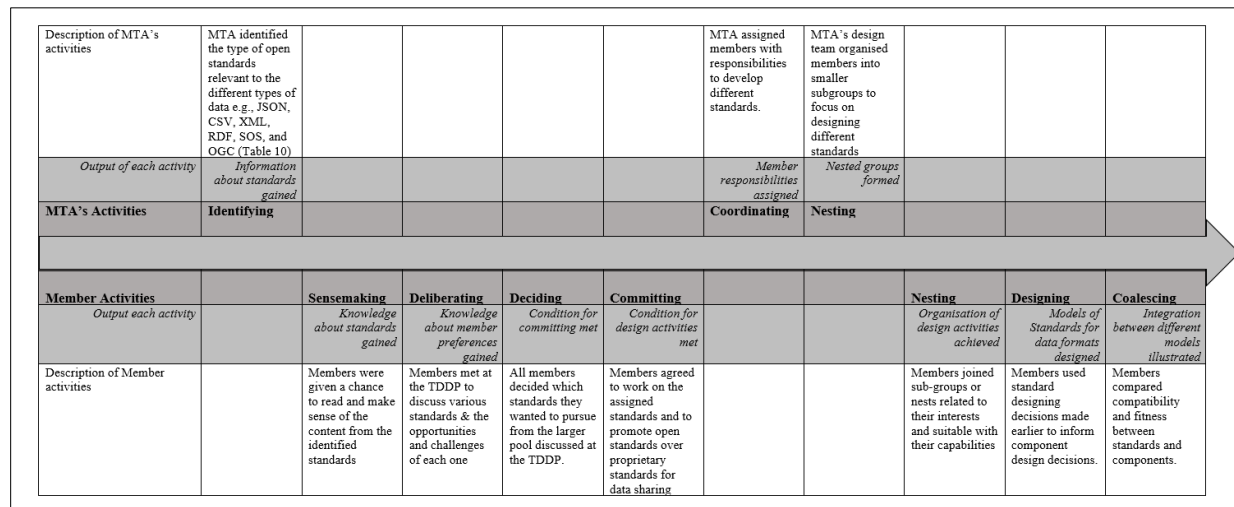 Description of MTA's
activities
MTA identified
the type of open
standards
relevant to the
different types of
data e.g., JSON,
CSV, XML,
RDF, SOS, and
OGC (Table 10)
MTA assigned
members with
responsibilities
to develop
different
standards.
MTA's design
team organised
members into
smaller
subgroups to
focus on
designing
different
standards
Output of each activity
Information
about standards
gained
Member
responsibilities
assigned
Nested groups
formed
MTA's Activities
Identifying
Coordinating
Nesting
Member Activities
Sensemaking
Deliberating
Deciding
Committing
Nesting
Designing
Coalescing
Output each activity
Knowledge
about standards
gained
Knowledge
about member
preferences
gained
Condition for
committing met
Condition for
design activities
met
Organisation of
design activities
achieved
Models of
Standards for
data formats
designed
Integration
between different
models
illustrated
Description of Member
activities
Members were
given a chance
to read and make
sense of the
content from the
identified
standards
Members met at
the TDDP to
discuss various
standards & the
opportunities
and challenges
of each one
All members
decided which
standards they
wanted to pursue
from the larger
pool discussed at
the TDDP.
Members agreed
to work on the
assigned
standards and to
promote open
standards over
proprietary
standards for
data sharing
Members joined
sub-groups or
nests related to
their interests
and suitable with
their capabilities
Members used
standard
designing
decisions made
earlier to inform
component
design decisions.
Members
compared
compatibility
and fitness
between
standards and
components.